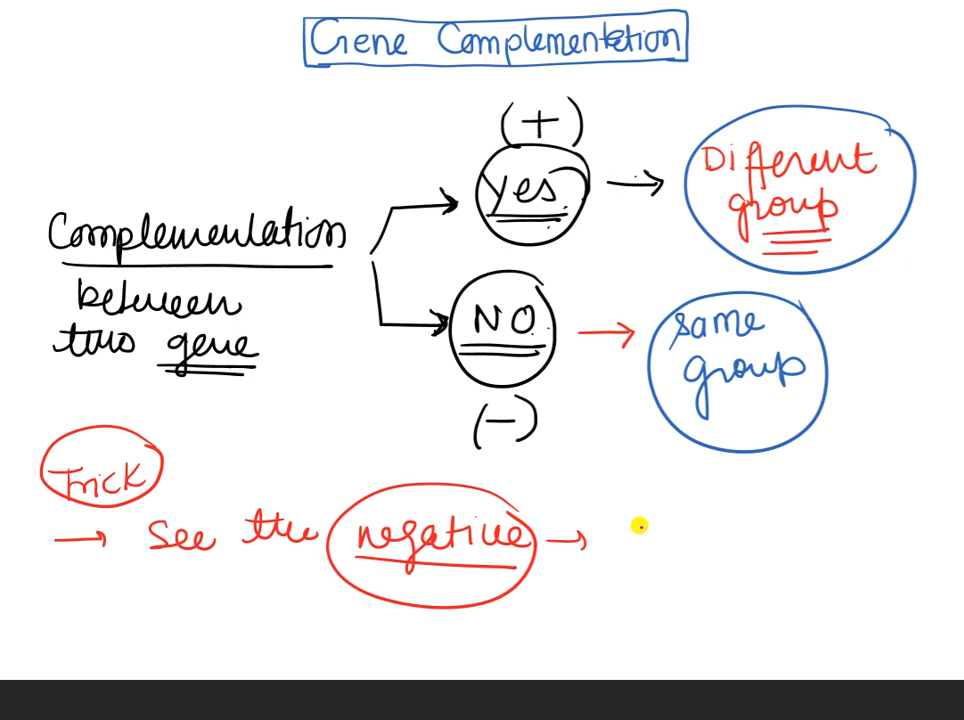 Gene Complementation
(+)
Yes
Different
group
Complementation
between
two gene
NO
(-)
Same
group
Trick
→ See the negative →